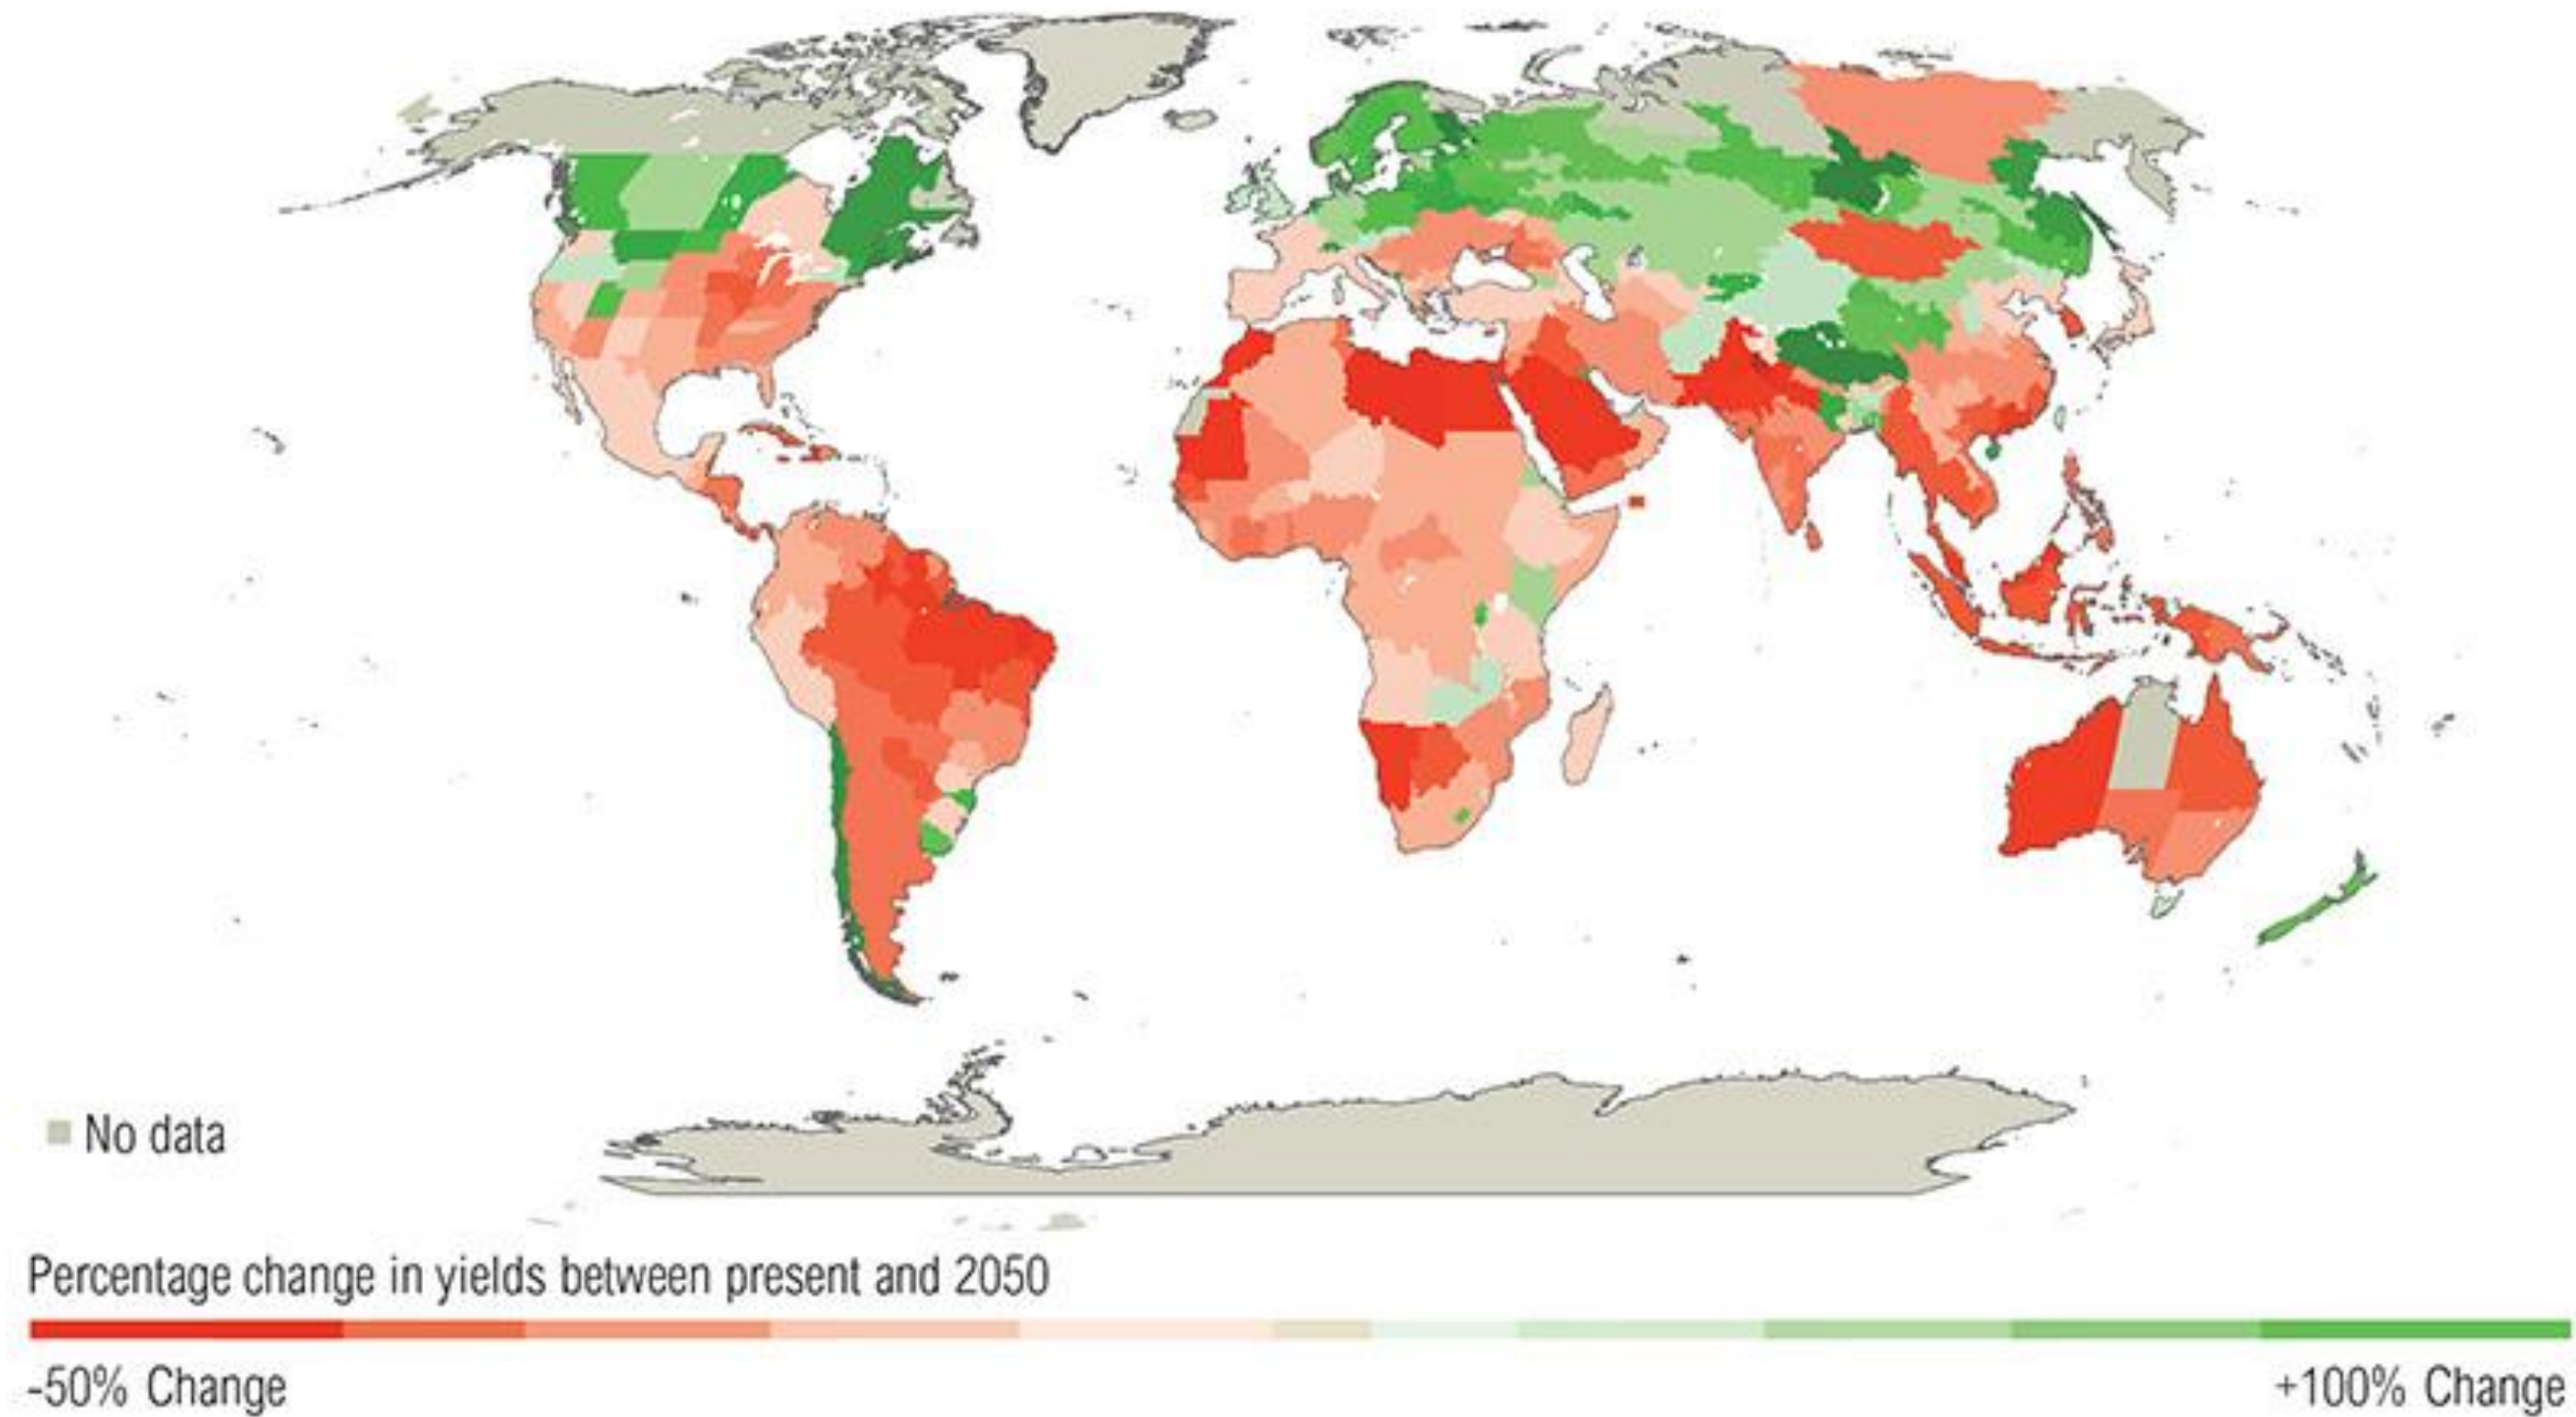 No data
Percentage change in yields between present and 2050
-50% Change
+100% Change